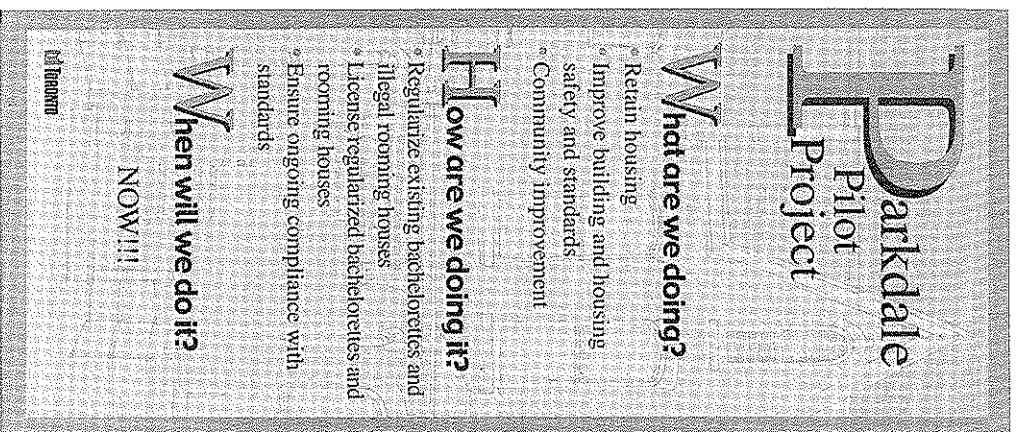 Parkdale
Pilot
Project
What are we doing?
• Retain housing
• Improve building and housing
safety and standards
• Community improvement
How are we doing it?
• Regularize existing bachelorettes and
illegal rooming houses
• License regularized bachelorettes and
rooming houses
• Ensure ongoing compliance with
standards
When will we do it?
NOW!!!
TORONTO